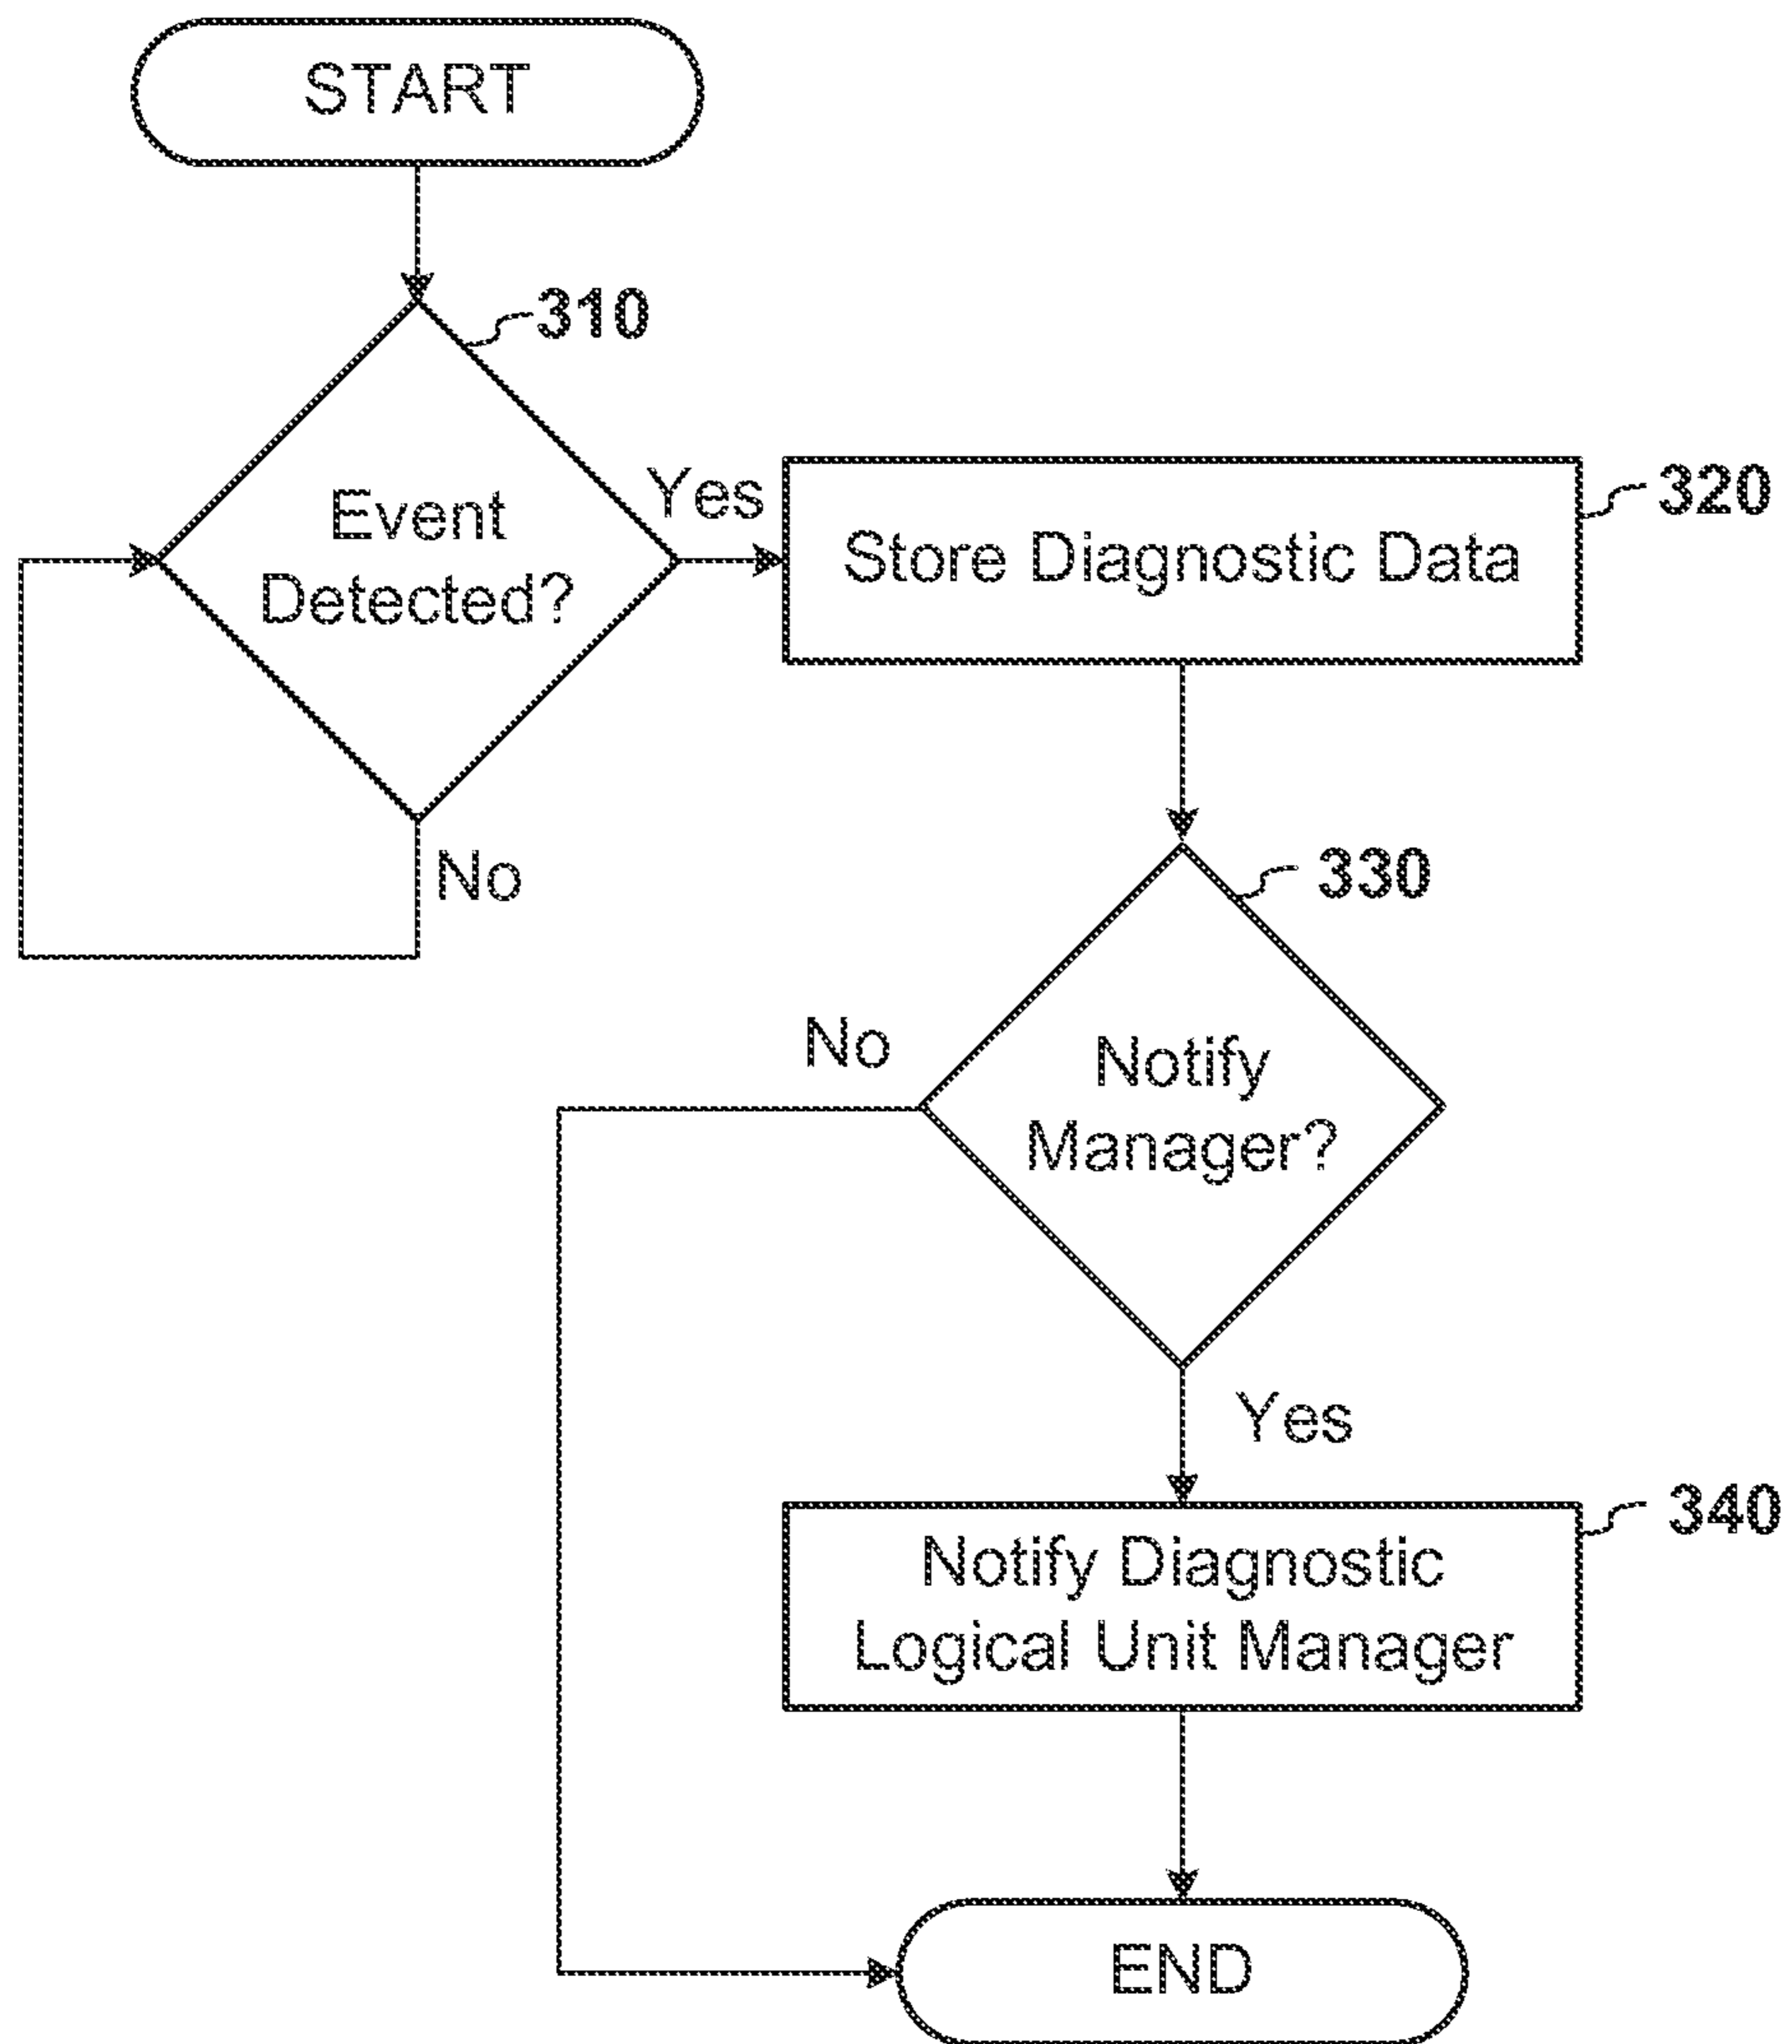 START
310
Event
Detected?
Yes
No
320
Store Diagnostic Data
330
Notify
Manager?
No
Yes
340
Notify Diagnostic
Logical Unit Manager
END